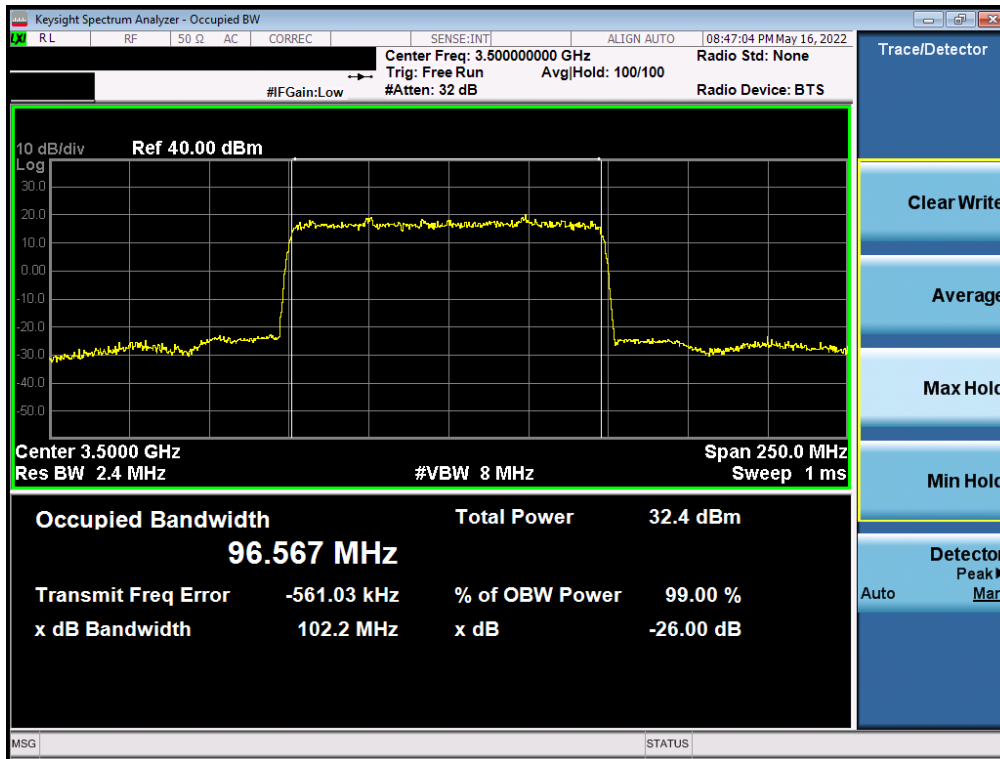 Keysight Spectrum Analyzer - Occupied BW
LXI RL RF 50 Ω AC CORREC SENSE:INT ALIGN AUTO 08:47:04 PM May 16, 2022
Center Freq: 3.500000000 GHz Radio Std: None
Trig: Free Run Avg|Hold: 100/100
#IFGain:Low #Atten: 32 dB Radio Device: BTS
10 dB/div Ref 40.00 dBm
Log
30.0
20.0
10.0
0.00
-10.0
-20.0
-30.0
-40.0
-50.0
Center 3.5000 GHz Span 250.0 MHz
Res BW 2.4 MHz #VBW 8 MHz Sweep 1 ms
Occupied Bandwidth Total Power 32.4 dBm
96.567 MHz
Transmit Freq Error -561.03 kHz % of OBW Power 99.00 %
x dB Bandwidth 102.2 MHz x dB -26.00 dB
MSG STATUS
Trace/Detector
Clear Write
Average
Max Hold
Min Hold
Detector
Peak
Auto Man